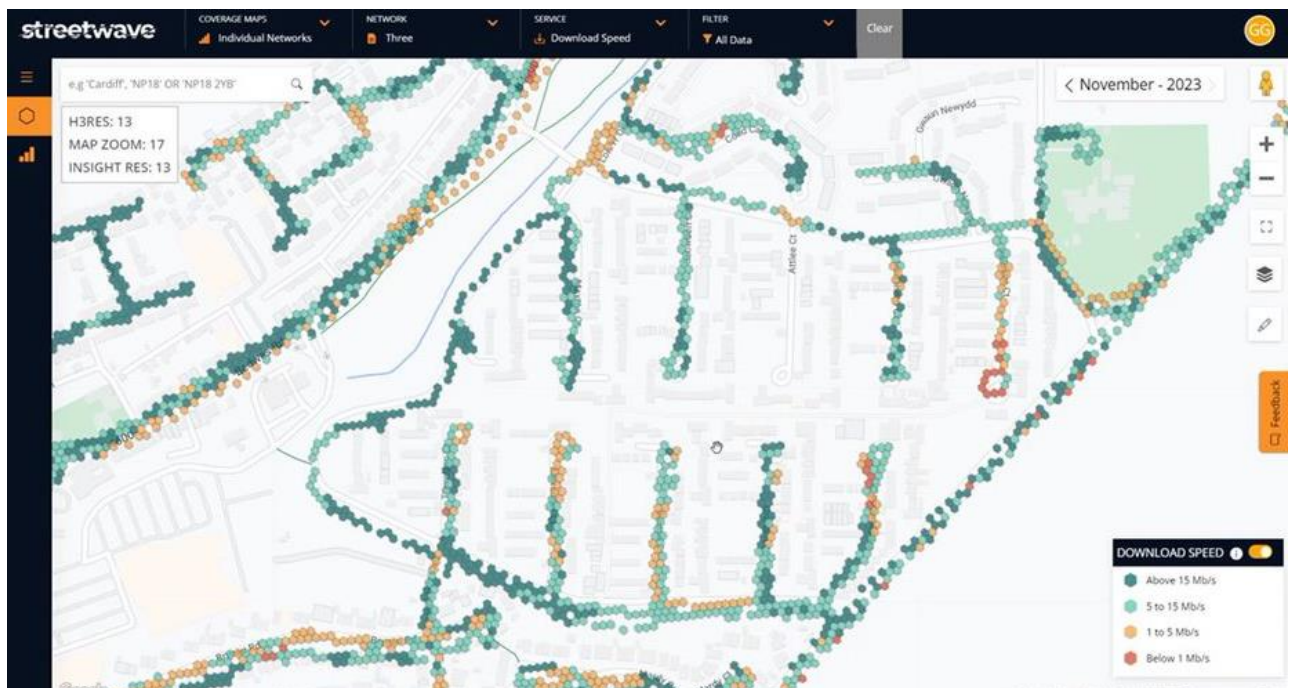 streetwave
COVERAGE MAPS
Individual Networks
NETWORK
Three
SERVICE
Download Speed
FILTER
All Data
Clear
GG
e.g 'Cardiff', 'NP18' OR 'NP18 2YB'
H3RES: 13
MAP ZOOM: 17
INSIGHT RES: 13
November - 2023
Newydd
Attlee Ct
Feedback
DOWNLOAD SPEED
Above 15 Mb/s
5 to 15 Mb/s
1 to 5 Mb/s
Below 1 Mb/s